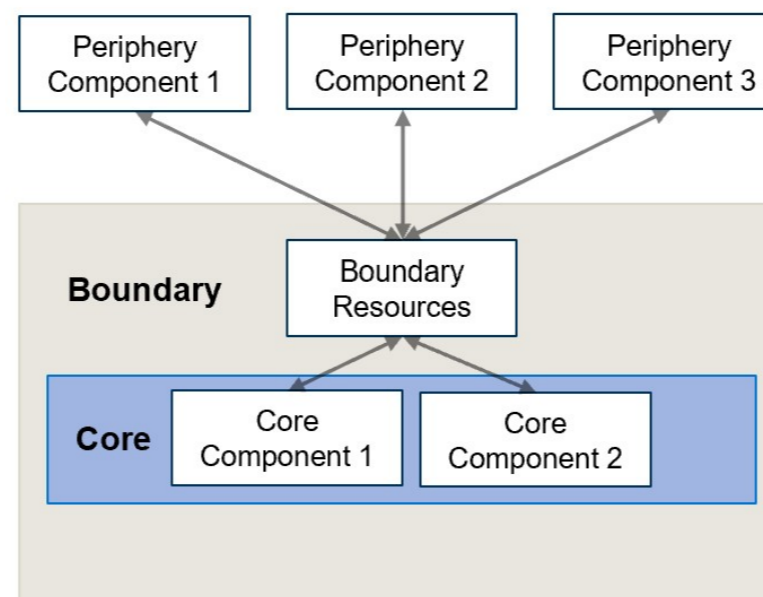 Periphery
Component 1
Periphery
Component 2
Periphery
Component 3
Boundary
Boundary
Resources
Core
Core
Component 1
Core
Component 2